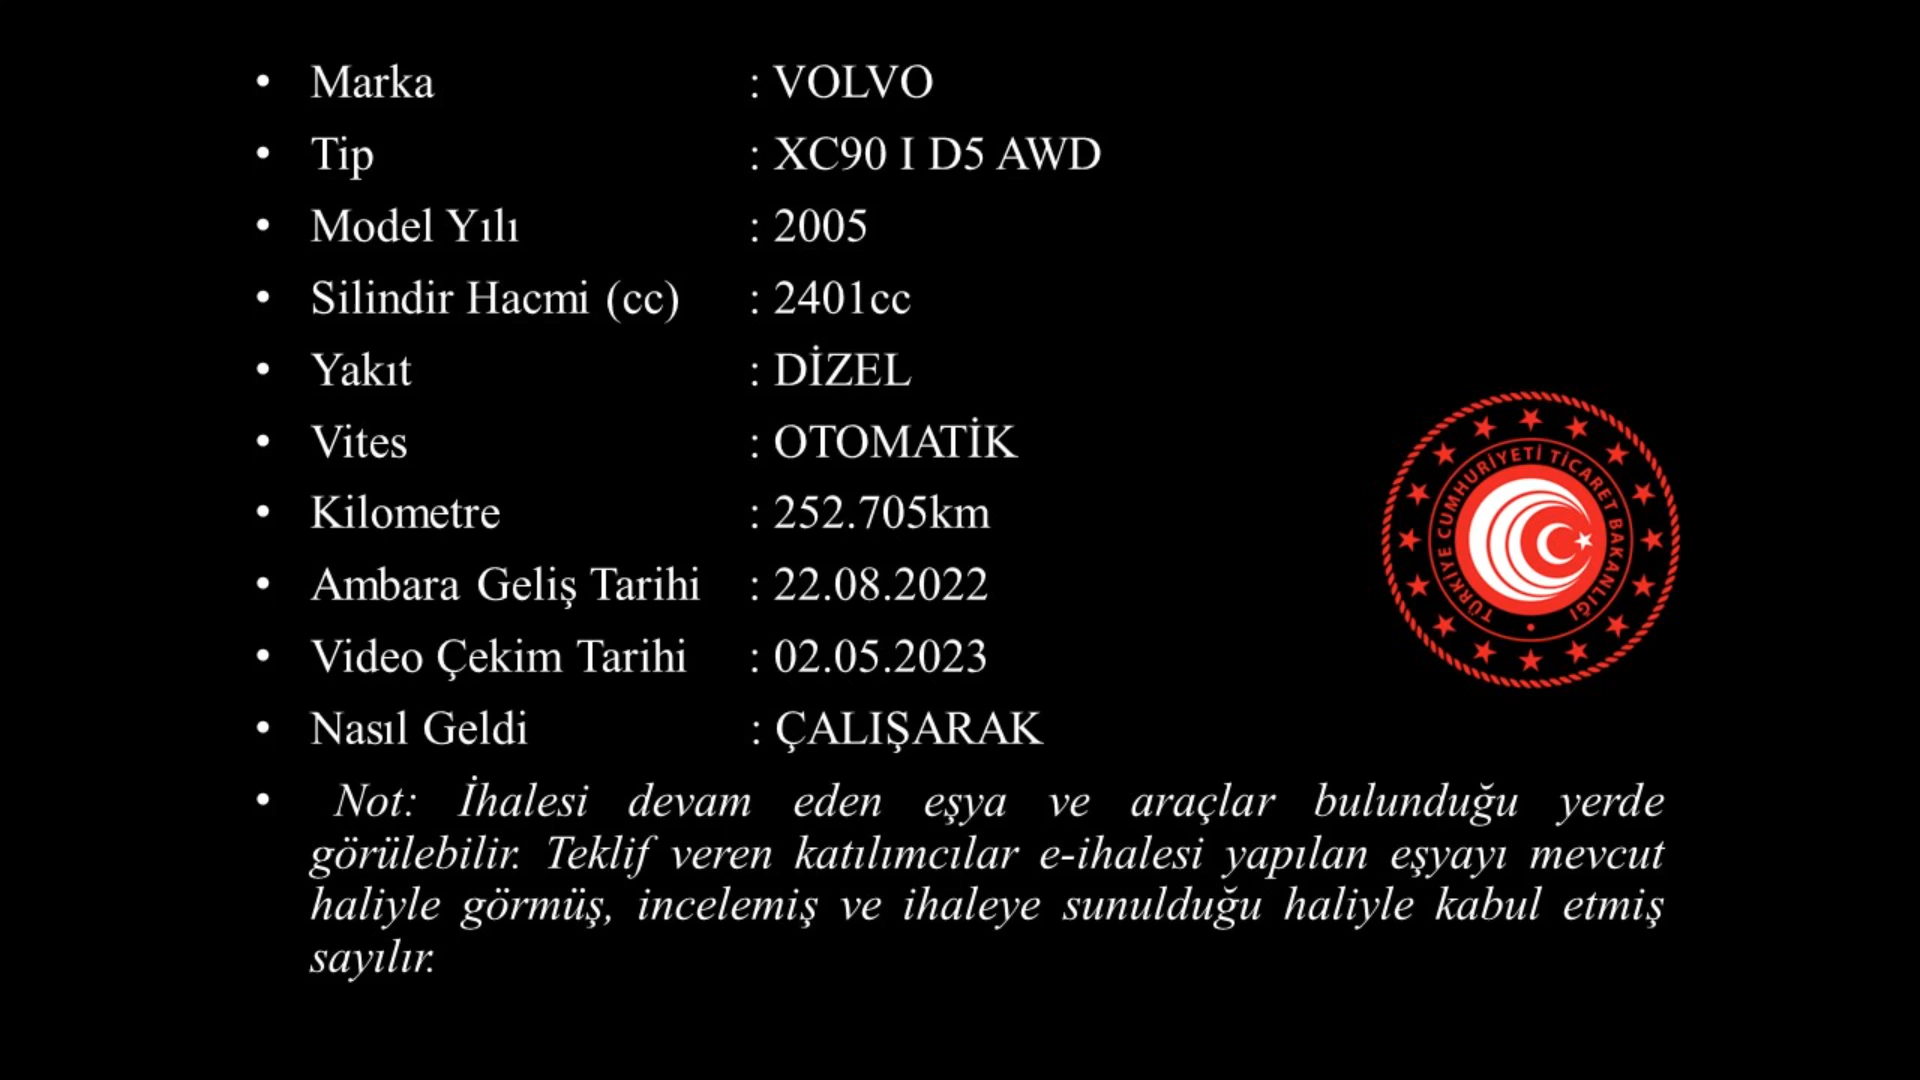 • Marka : VOLVO
• Tip : XC90 I D5 AWD
• Model Yılı : 2005
• Silindir Hacmi (cc) : 2401cc
• Yakıt : DİZEL
• Vites : OTOMATİK
• Kilometre : 252.705km
• Ambara Geliş Tarihi : 22.08.2022
• Video Çekim Tarihi : 02.05.2023
• Nasıl Geldi : ÇALIŞARAK
• Not: İhalesi devam eden eşya ve araçlar bulunduğu yerde
görülebilir. Teklif veren katılımcılar e-ihalesi yapılan eşyayı mevcut
haliyle görmüş, incelemiş ve ihaleye sunulduğu haliyle kabul etmiş
sayılır.
TÜRKİYE CUMHURİYETİ TİCARET BAKANLIĞI